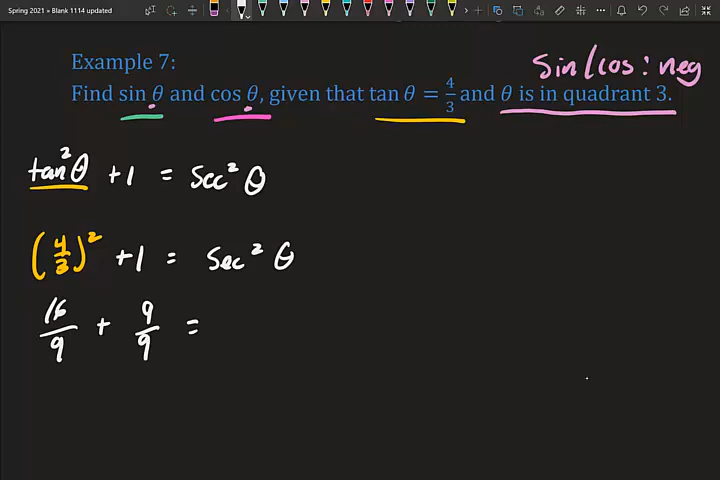 Spring 2021 » Blank 1114 updated
Example 7:
sin/cos : neg
Find sin θ and cos θ, given that tan θ = 4/3 and θ is in quadrant 3.
tan² θ + 1 = sec² θ
(4/3)² + 1 = sec² θ
16/9 + 9/9 =